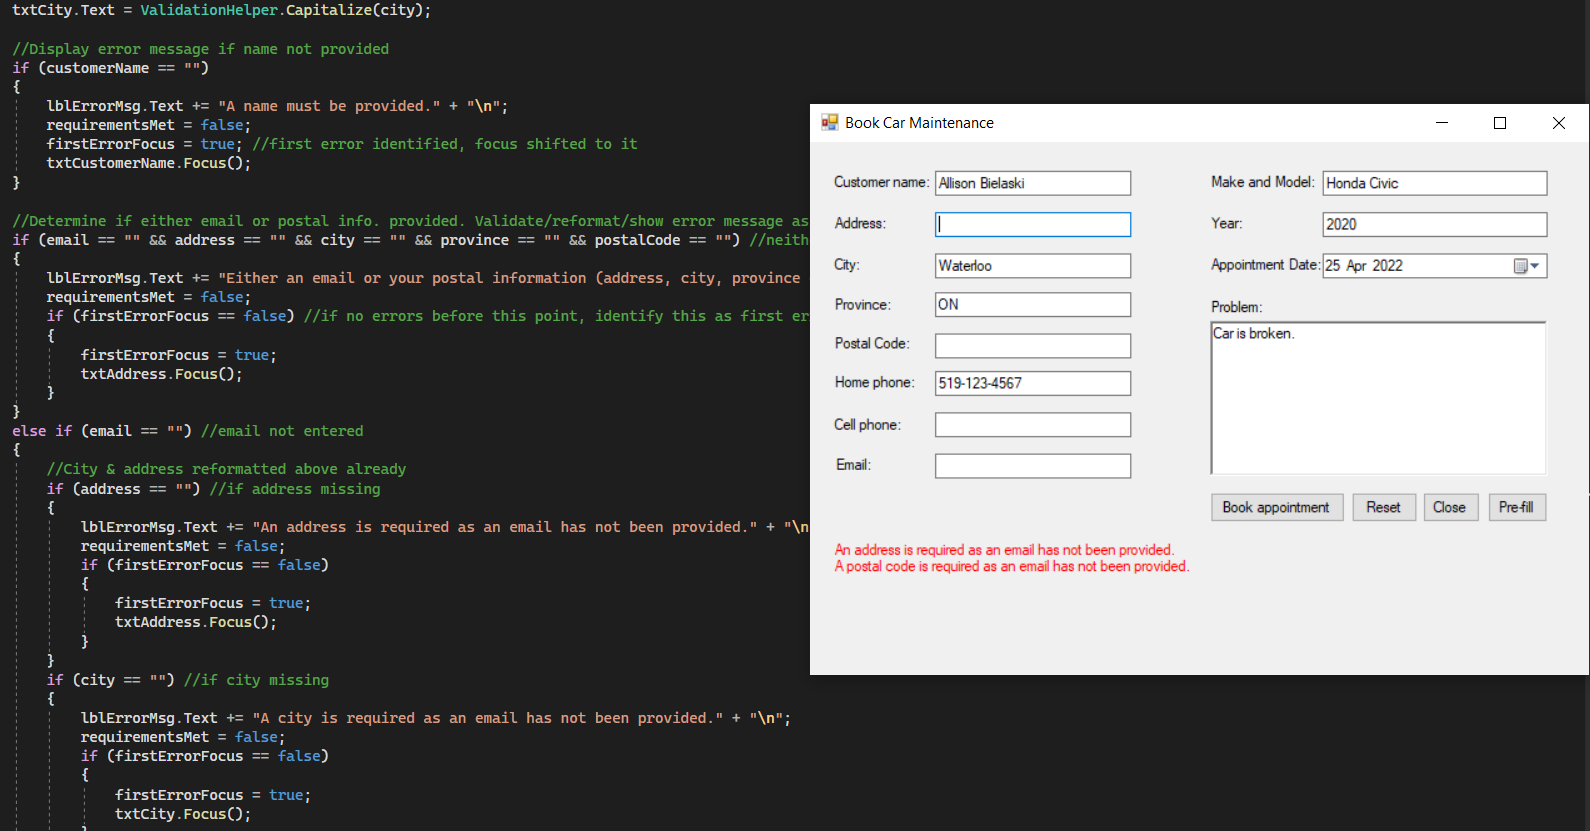 txtCity.Text = ValidationHelper.Capitalize(city);
//Display error message if name not provided
if (customerName == "")
{
lblErrorMsg.Text += "A name must be provided." + "\n";
requirementsMet = false;
firstErrorFocus = true; //first error identified, focus shifted to it
txtCustomerName.Focus();
}
//Determine if either email or postal info. provided. Validate/reformat/show error message as
if (email == "" && address == "" && city == "" && province == "" && postalCode == "") //neith
{
lblErrorMsg.Text += "Either an email or your postal information (address, city, province
requirementsMet = false;
if (firstErrorFocus == false) //if no errors before this point, identify this as first er
{
firstErrorFocus = true;
txtAddress.Focus();
}
}
else if (email == "") //email not entered
{
//City & address reformatted above already
if (address == "") //if address missing
{
lblErrorMsg.Text += "An address is required as an email has not been provided." + "\n
requirementsMet = false;
if (firstErrorFocus == false)
{
firstErrorFocus = true;
txtAddress.Focus();
}
}
if (city == "") //if city missing
{
lblErrorMsg.Text += "A city is required as an email has not been provided." + "\n";
requirementsMet = false;
if (firstErrorFocus == false)
{
firstErrorFocus = true;
txtCity.Focus();
Book Car Maintenance
Customer name: Allison Bielaski
Address:
City: Waterloo
Province: ON
Postal Code:
Home phone: 519-123-4567
Cell phone:
Email:
Make and Model: Honda Civic
Year: 2020
Appointment Date: 25 Apr 2022
Problem:
Car is broken.
Book appointment Reset Close Pre-fill
An address is required as an email has not been provided.
A postal code is required as an email has not been provided.